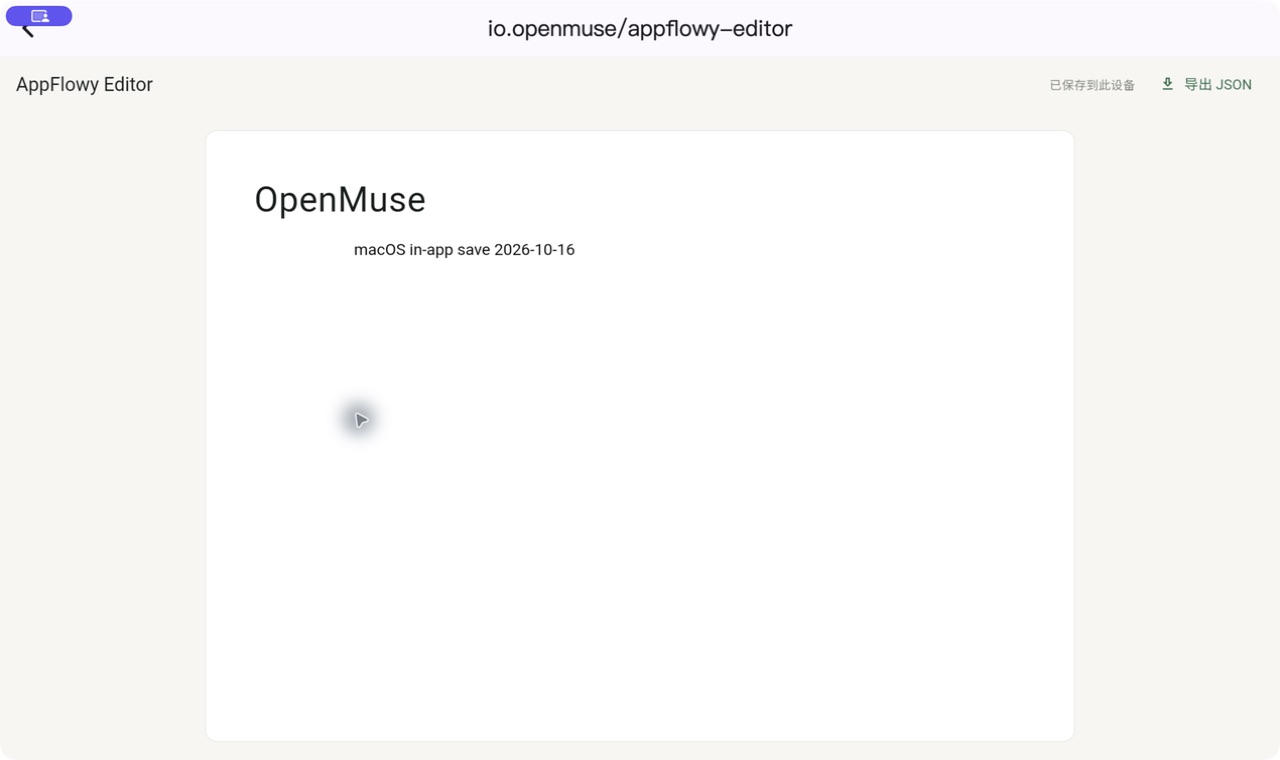 io.openmuse/appflowy-editor
AppFlowy Editor
已保存到此设备
导出 JSON
OpenMuse
macOS in-app save 2026-10-16